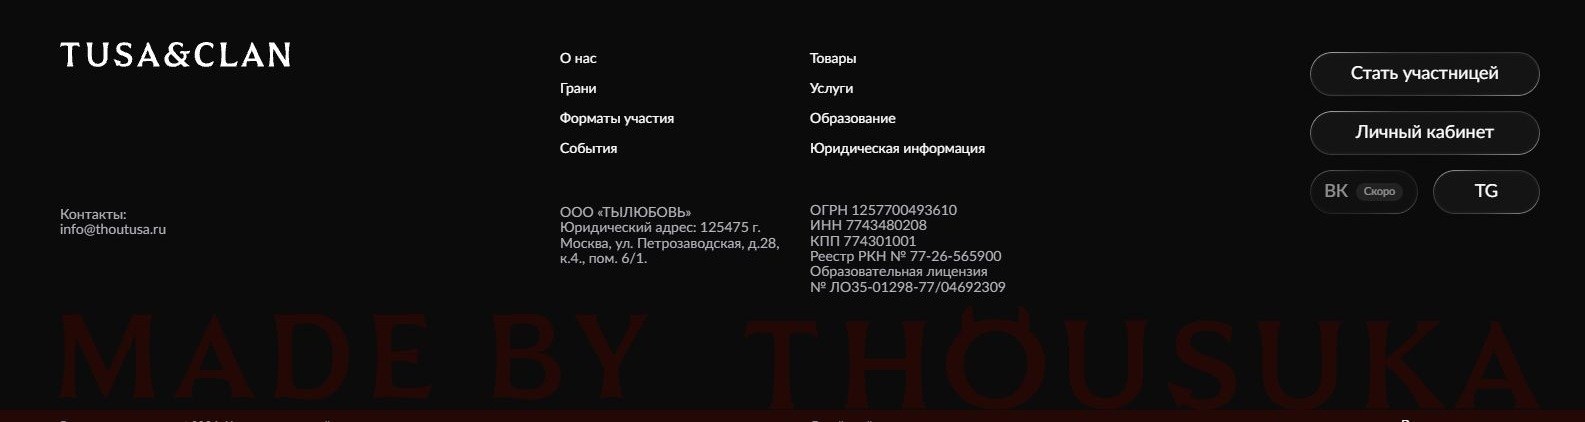 TUSA&CLAN
О нас
Грани
Форматы участия
События
Товары
Услуги
Образование
Юридическая информация
Стать участницей
Личный кабинет
ВК Скоро
TG
Контакты:
info@thoutusa.ru
ООО «ТЫЛЮБОВЬ»
Юридический адрес: 125475 г.
Москва, ул. Петрозаводская, д.28,
к.4., пом. 6/1.
ОГРН 1257700493610
ИНН 7743480208
КПП 774301001
Реестр РКН № 77-26-565900
Образовательная лицензия
№ ЛО35-01298-77/04692309
MADE BY THOUSUKA